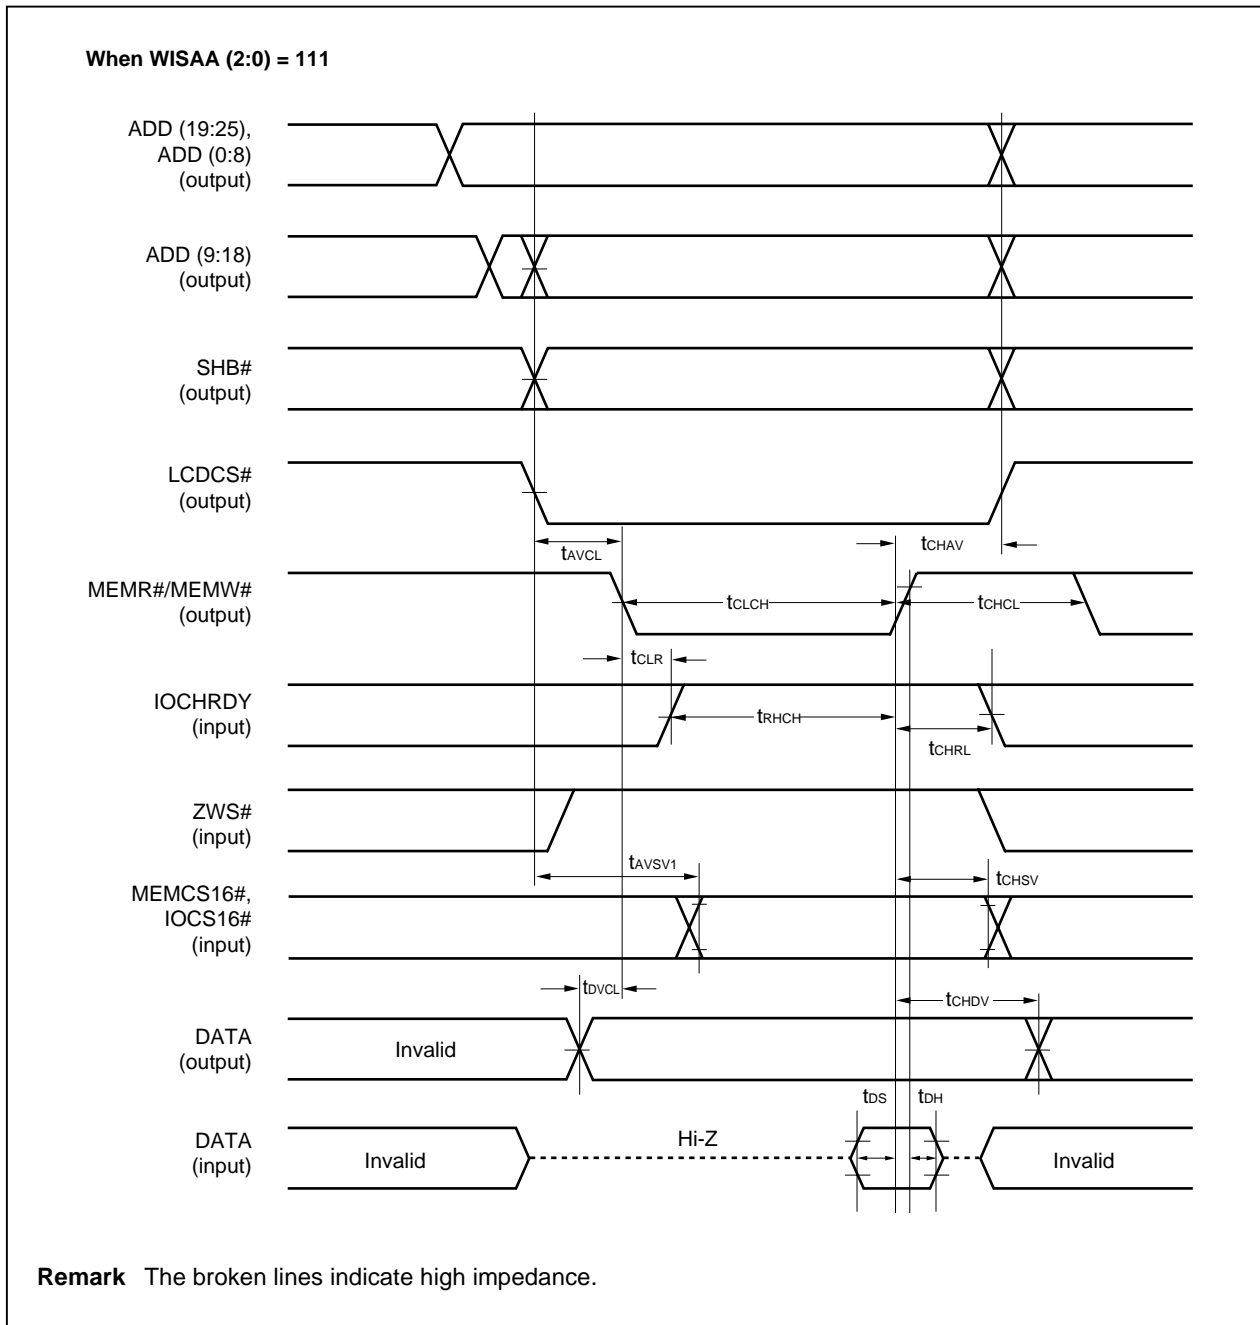 When WISAA (2:0) = 111
ADD (19:25),
ADD (0:8)
(output)
ADD (9:18)
(output)
SHB#
(output)
LCDCS#
(output)
tAVCL
tCHAV
MEMR#/MEMW#
(output)
tCLCH
tCHCL
tCLR
IOCHRDY
(input)
tRHCH
tCHRL
ZWS#
(input)
tAVSV1
tCHSV
MEMCS16#,
IOCS16#
(input)
tDVCL
tCHDV
DATA
(output)
Invalid
tDS
tDH
DATA
(input)
Invalid
Hi-Z
Invalid
Remark The broken lines indicate high impedance.